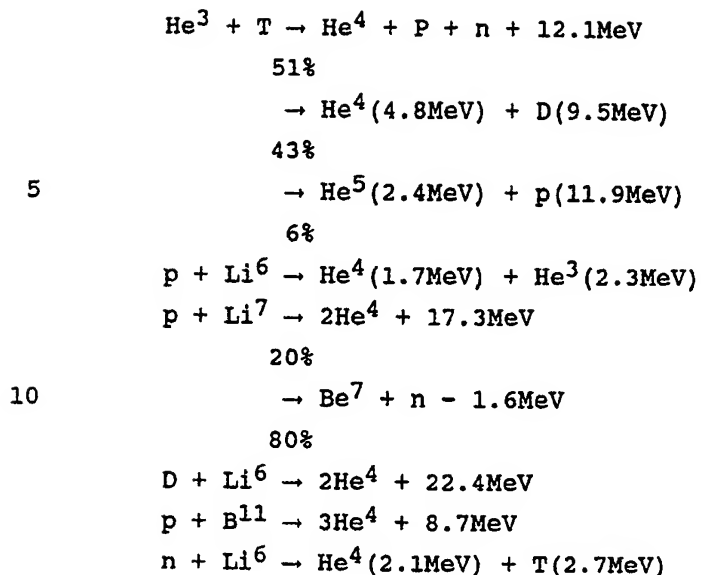 He³ + T → He⁴ + P + n + 12.1MeV
51%
→ He⁴(4.8MeV) + D(9.5MeV)
43%
5 → He⁵(2.4MeV) + p(11.9MeV)
6%
p + Li⁶ → He⁴(1.7MeV) + He³(2.3MeV)
p + Li⁷ → 2He⁴ + 17.3MeV
20%
10 → Be⁷ + n - 1.6MeV
80%
D + Li⁶ → 2He⁴ + 22.4MeV
p + B¹¹ → 3He⁴ + 8.7MeV
n + Li⁶ → He⁴(2.1MeV) + T(2.7MeV)